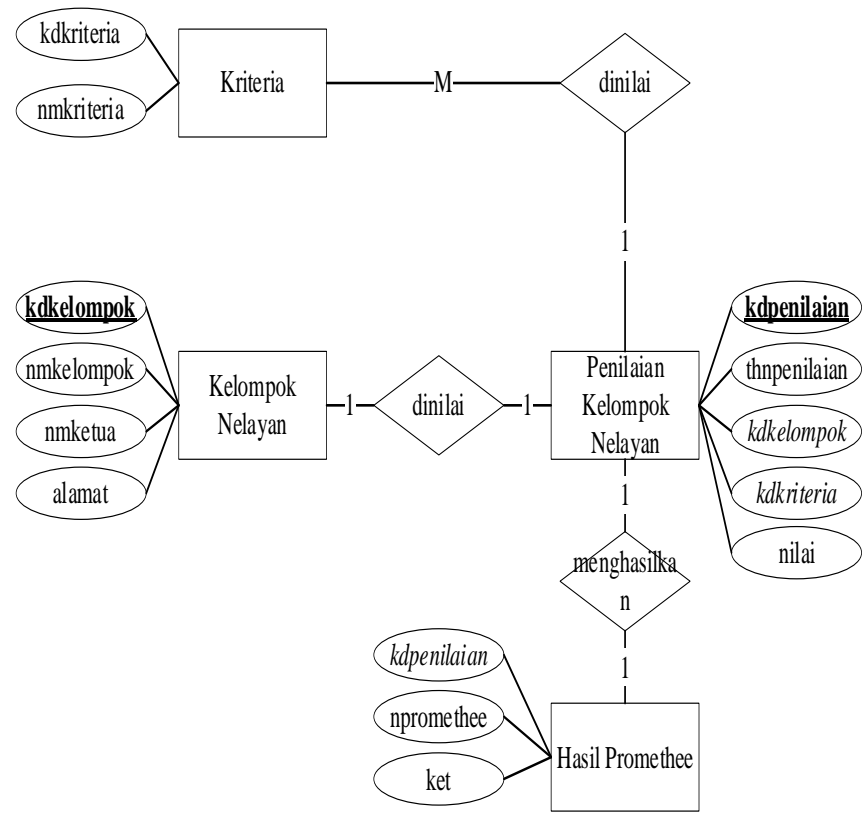 kdkriteria
nmkriteria
Kriteria
M
dinilai
1
kdkelompok
nmkelompok
nmketua
alamat
Kelompok
Nelayan
1
dinilai
1
Penilaian
Kelompok
Nelayan
kdpenilaian
thnpenilaian
kdkelompok
kdkriteria
nilai
1
menghasilka
n
1
kdpenilaian
npromethee
ket
Hasil Promethee